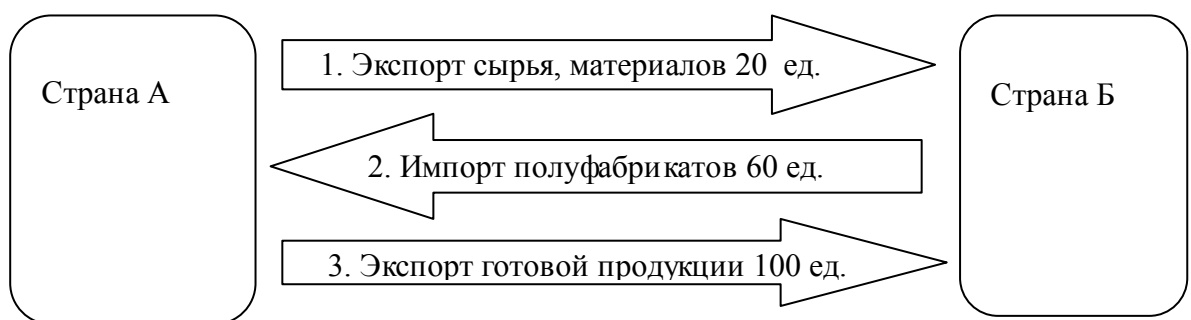 1. Экспорт сырья, материалов 20 ед.
Страна А
Страна Б
2. Импорт полуфабрикатов 60 ед.
3. Экспорт готовой продукции 100 ед.